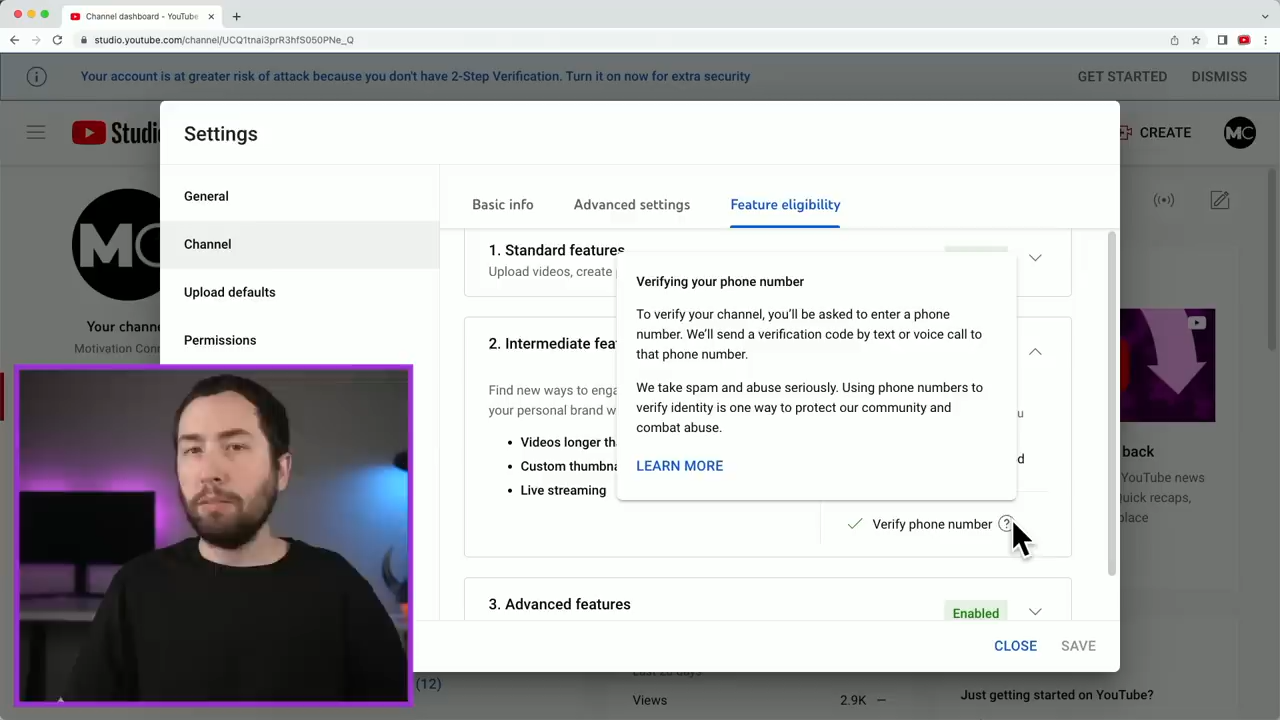 Channel dashboard - YouTube
studio.youtube.com/channel/UCQ1tnai3prR3hfS050PNe_Q
Your account is at greater risk of attack because you don't have 2-Step Verification. Turn it on now for extra security
GET STARTED
DISMISS
Studio
CREATE
MC
Settings
General
Channel
Upload defaults
Permissions
MC
Your chann
Motivation Con
Basic info
Advanced settings
Feature eligibility
1. Standard features
Upload videos, create
2. Intermediate fea
Find new ways to enga
your personal brand w
• Videos longer th
• Custom thumbna
• Live streaming
Verifying your phone number
To verify your channel, you'll be asked to enter a phone
number. We'll send a verification code by text or voice call to
that phone number.
We take spam and abuse seriously. Using phone numbers to
verify identity is one way to protect our community and
combat abuse.
LEARN MORE
u
d
Verify phone number
3. Advanced features
Enabled
CLOSE
SAVE
back
YouTube news
Quick recaps,
place
(12)
Views
2.9K —
Just getting started on YouTube?